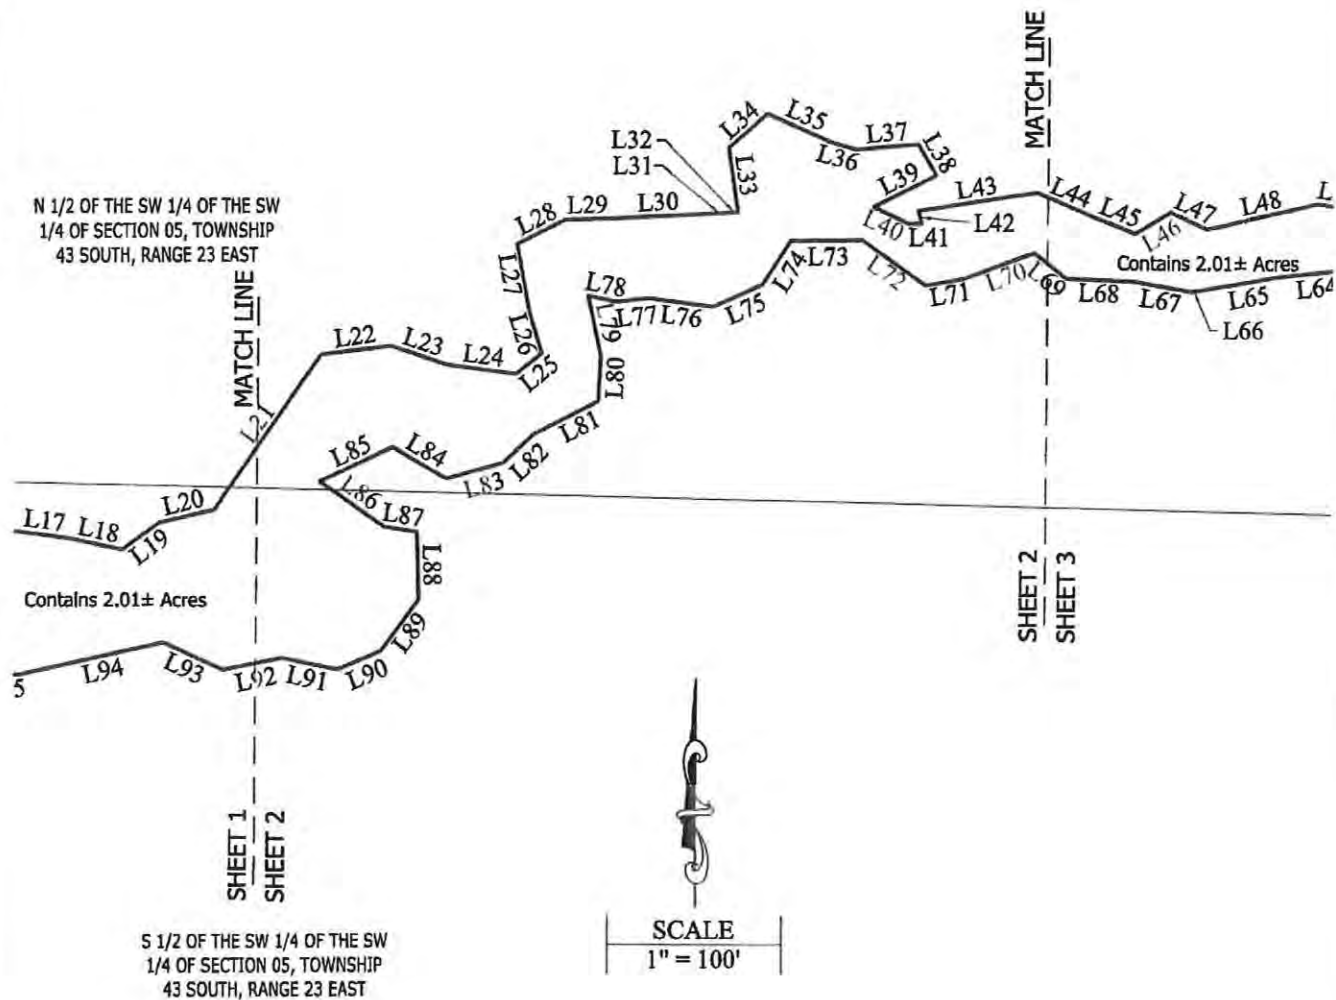 MATCH LINE
L34
L35
L32
L37
L36
L31
L38
L33
L39
N 1/2 OF THE SW 1/4 OF THE SW
1/4 OF SECTION 05, TOWNSHIP
43 SOUTH, RANGE 23 EAST
L28
L29
L30
L43
L44
L47
L48
L40
L41
L42
L45
L46
L73
L74
L72
Contains 2.01± Acres
L27
L78
L70
L69
L71
L68
L67
L65
L64
L75
L79
L77
L76
L66
MATCH LINE
L22
L23
L24
L26
L25
L80
L21
L81
L85
L84
L82
L83
L20
L86
L87
L17
L18
L19
L88
SHEET 2
SHEET 3
Contains 2.01± Acres
L89
L94
L93
L92
L91
L90
5
SHEET 1
SHEET 2
SCALE
1" = 100'
S 1/2 OF THE SW 1/4 OF THE SW
1/4 OF SECTION 05, TOWNSHIP
43 SOUTH, RANGE 23 EAST